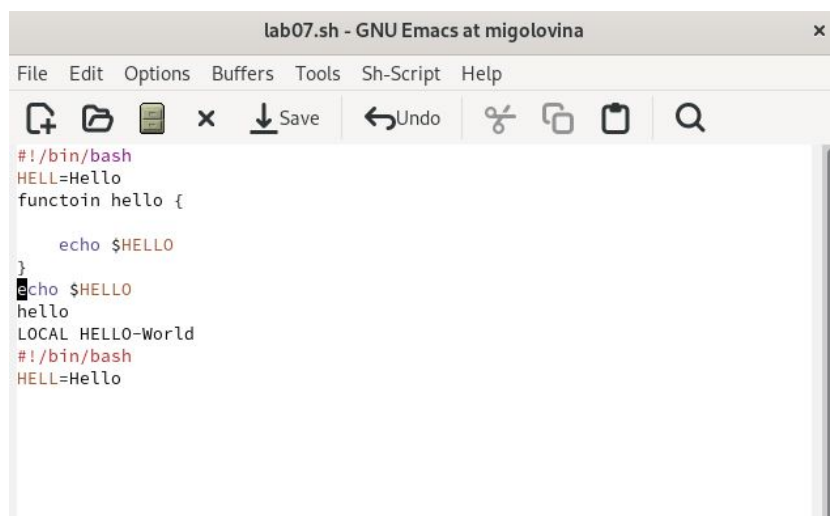 lab07.sh - GNU Emacs at migolovina ×
File Edit Options Buffers Tools Sh-Script Help
Save Undo
#!/bin/bash
HELL=Hello
functoin hello {
echo $HELLO
}
echo $HELLO
hello
LOCAL HELLO-World
#!/bin/bash
HELL=Hello